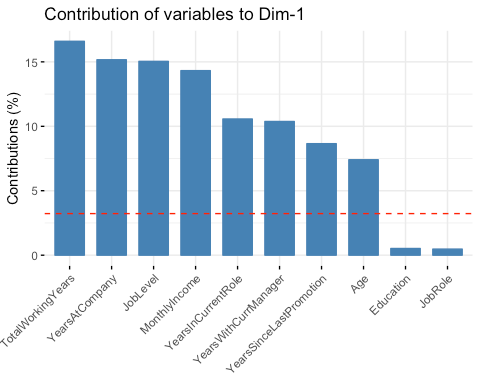 Contribution of variables to Dim-1
Contributions (%)
15
10
5
0
TotalWorkingYears
YearsAtCompany
JobLevel
MonthlyIncome
YearsInCurrentRole
YearsWithCurrManager
YearsSinceLastPromotion
Age
Education
JobRole